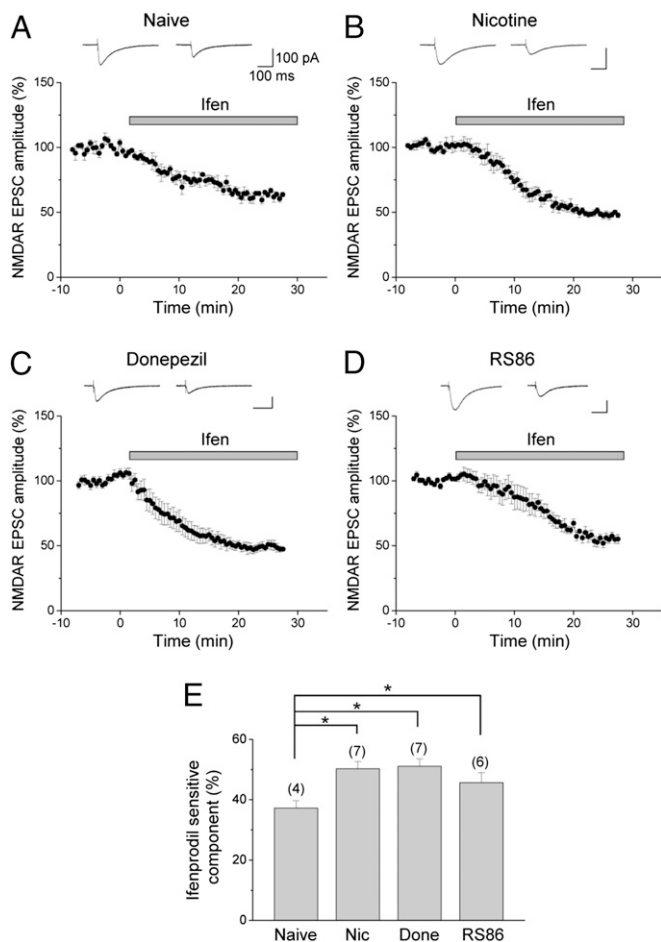 A
Naive
100 pA
100 ms
NMDAR EPSC amplitude (%)
150
100
50
0
Ifen
-10 0 10 20 30
Time (min)
B
Nicotine
NMDAR EPSC amplitude (%)
150
100
50
0
Ifen
-10 0 10 20 30
Time (min)
C
Donepezil
NMDAR EPSC amplitude (%)
150
100
50
0
Ifen
-10 0 10 20 30
Time (min)
D
RS86
NMDAR EPSC amplitude (%)
150
100
50
0
Ifen
-10 0 10 20 30
Time (min)
E
Ifenprodil sensitive
component (%)
60
40
20
0
*
*
*
(4) (7) (7) (6)
Naive Nic Done RS86